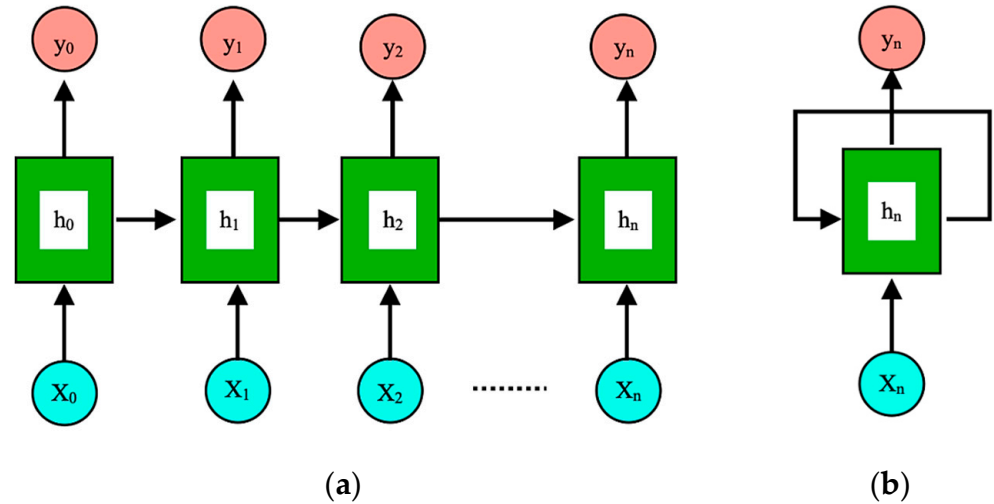 y₀ y₁ y₂ yₙ yₙ
h₀ h₁ h₂ hₙ hₙ
X₀ X₁ X₂ ........... Xₙ Xₙ
(a) (b)